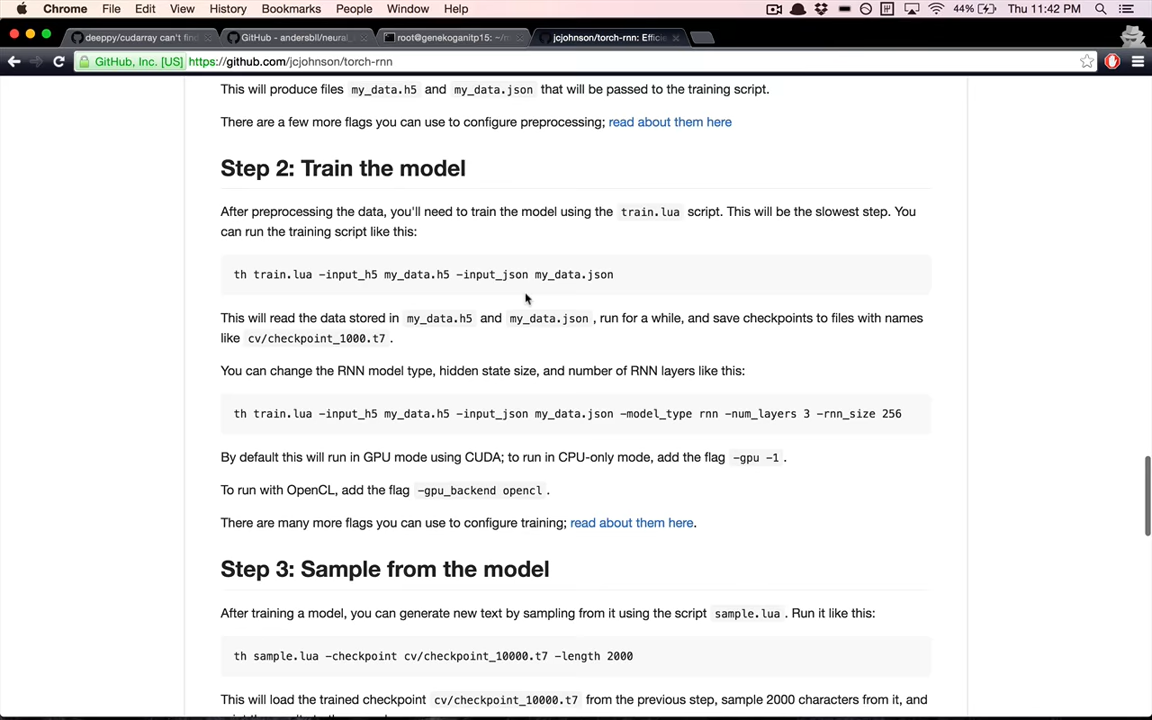 Chrome File Edit View History Bookmarks People Window Help 44% Thu 11:42 PM
deeppy/cudarray can't find
GitHub - andersbll/neural_
root@genekoganitp15: ~/m
jcjohnson/torch-rnn: Efficie
GitHub, Inc. [US] https://github.com/jcjohnson/torch-rnn
This will produce files my_data.h5 and my_data.json that will be passed to the training script.
There are a few more flags you can use to configure preprocessing; read about them here
Step 2: Train the model
After preprocessing the data, you'll need to train the model using the train.lua script. This will be the slowest step. You
can run the training script like this:
th train.lua -input_h5 my_data.h5 -input_json my_data.json
This will read the data stored in my_data.h5 and my_data.json , run for a while, and save checkpoints to files with names
like cv/checkpoint_1000.t7 .
You can change the RNN model type, hidden state size, and number of RNN layers like this:
th train.lua -input_h5 my_data.h5 -input_json my_data.json -model_type rnn -num_layers 3 -rnn_size 256
By default this will run in GPU mode using CUDA; to run in CPU-only mode, add the flag -gpu -1 .
To run with OpenCL, add the flag -gpu_backend opencl .
There are many more flags you can use to configure training; read about them here.
Step 3: Sample from the model
After training a model, you can generate new text by sampling from it using the script sample.lua . Run it like this:
th sample.lua -checkpoint cv/checkpoint_10000.t7 -length 2000
This will load the trained checkpoint cv/checkpoint_10000.t7 from the previous step, sample 2000 characters from it, and